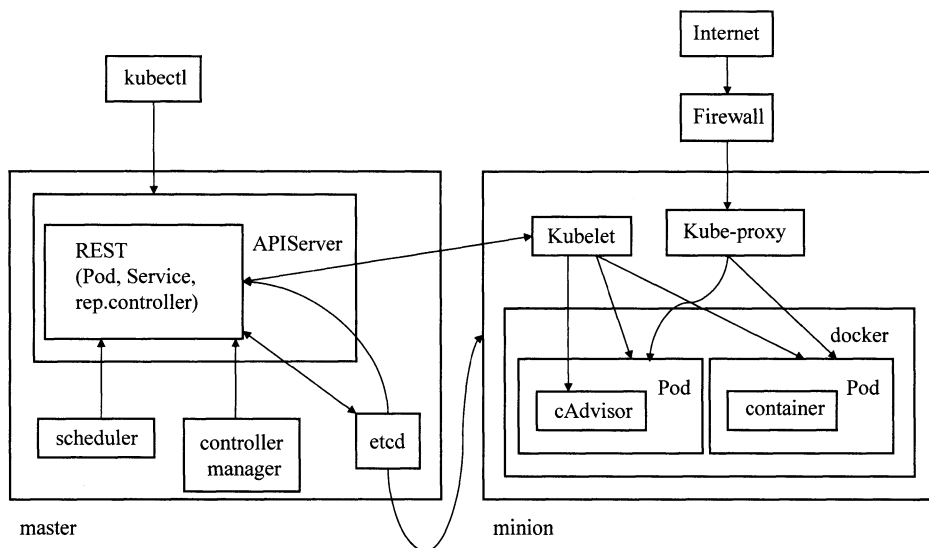 Internet
kubectl
Firewall
REST
(Pod, Service,
rep.controller)
APIServer
Kubelet
Kube-proxy
docker
Pod
cAdvisor
Pod
container
scheduler
controller
manager
etcd
master
minion